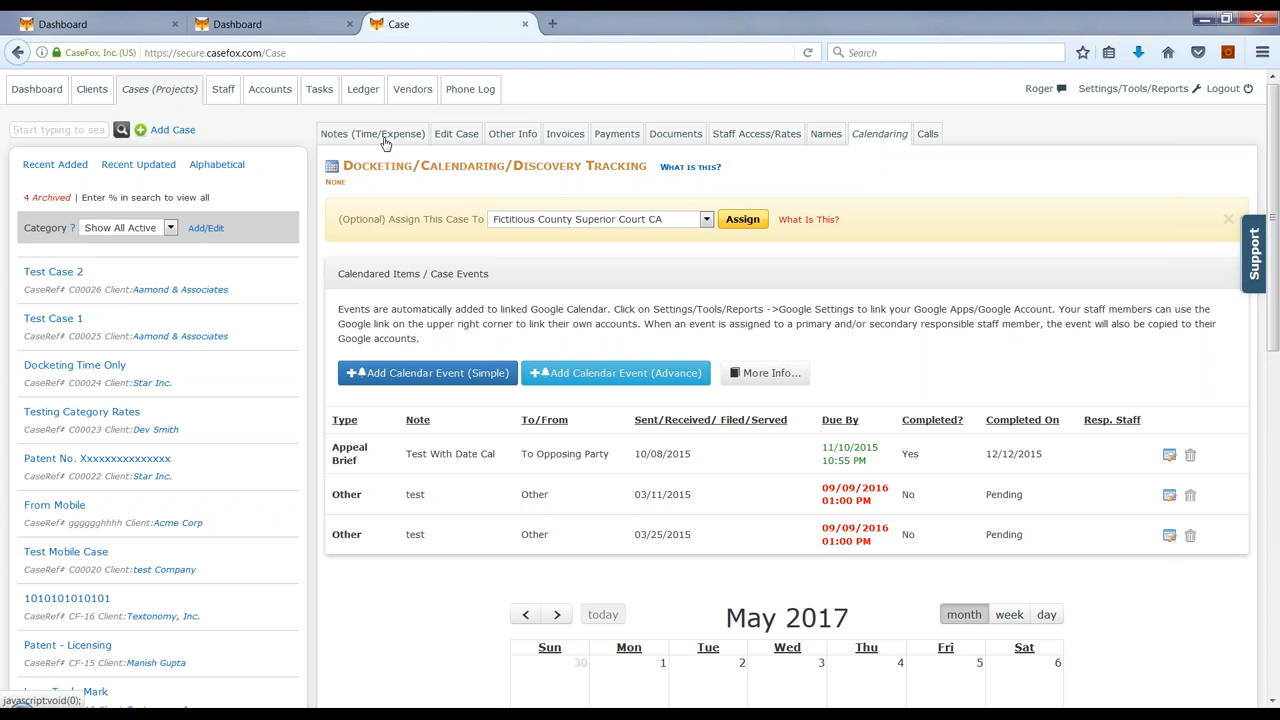 Dashboard
Dashboard
Case
CaseFox, Inc. (US)
https://secure.casefox.com/Case
Search
Dashboard
Clients
Cases (Projects)
Staff
Accounts
Tasks
Ledger
Vendors
Phone Log
Roger
Settings/Tools/Reports
Logout
Start typing to sea
Add Case
Recent Added
Recent Updated
Alphabetical
4 Archived | Enter % in search to view all
Category ?
Show All Active
Add/Edit
Test Case 2
CaseRef# C00026 Client:Aamond & Associates
Test Case 1
CaseRef# C00025 Client:Aamond & Associates
Docketing Time Only
CaseRef# C00024 Client:Star Inc.
Testing Category Rates
CaseRef# C00023 Client:Dev Smith
Patent No. Xxxxxxxxxxxxxx
CaseRef# C00022 Client:Star Inc.
From Mobile
CaseRef# ggggggghhhh Client:Acme Corp
Test Mobile Case
CaseRef# C00020 Client:test Company
1010101010101
CaseRef# CF-16 Client:Textonomy, Inc.
Patent - Licensing
CaseRef# CF-15 Client:Manish Gupta
Mark
javascript:void(0);
Notes (Time/Expense)
Edit Case
Other Info
Invoices
Payments
Documents
Staff Access/Rates
Names
Calendaring
Calls
Docketing/Calendaring/Discovery Tracking
What is this?
None
(Optional) Assign This Case To
Fictitious County Superior Court CA
Assign
What Is This?
Support
Calendared Items / Case Events
Events are automatically added to linked Google Calendar. Click on Settings/Tools/Reports ->Google Settings to link your Google Apps/Google Account. Your staff members can use the
Google link on the upper right corner to link their own accounts. When an event is assigned to a primary and/or secondary responsible staff member, the event will also be copied to their
Google accounts.
Add Calendar Event (Simple)
Add Calendar Event (Advance)
More Info...
Type Note To/From Sent/Received/ Filed/Served Due By Completed? Completed On Resp. Staff
Appeal Brief Test With Date Cal To Opposing Party 10/08/2015 11/10/2015 10:55 PM Yes 12/12/2015
Other test Other 03/11/2015 09/09/2016 01:00 PM No Pending
Other test Other 03/25/2015 09/09/2016 01:00 PM No Pending
today
May 2017
month
week
day
Sun Mon Tue Wed Thu Fri Sat
30 1 2 3 4 5 6